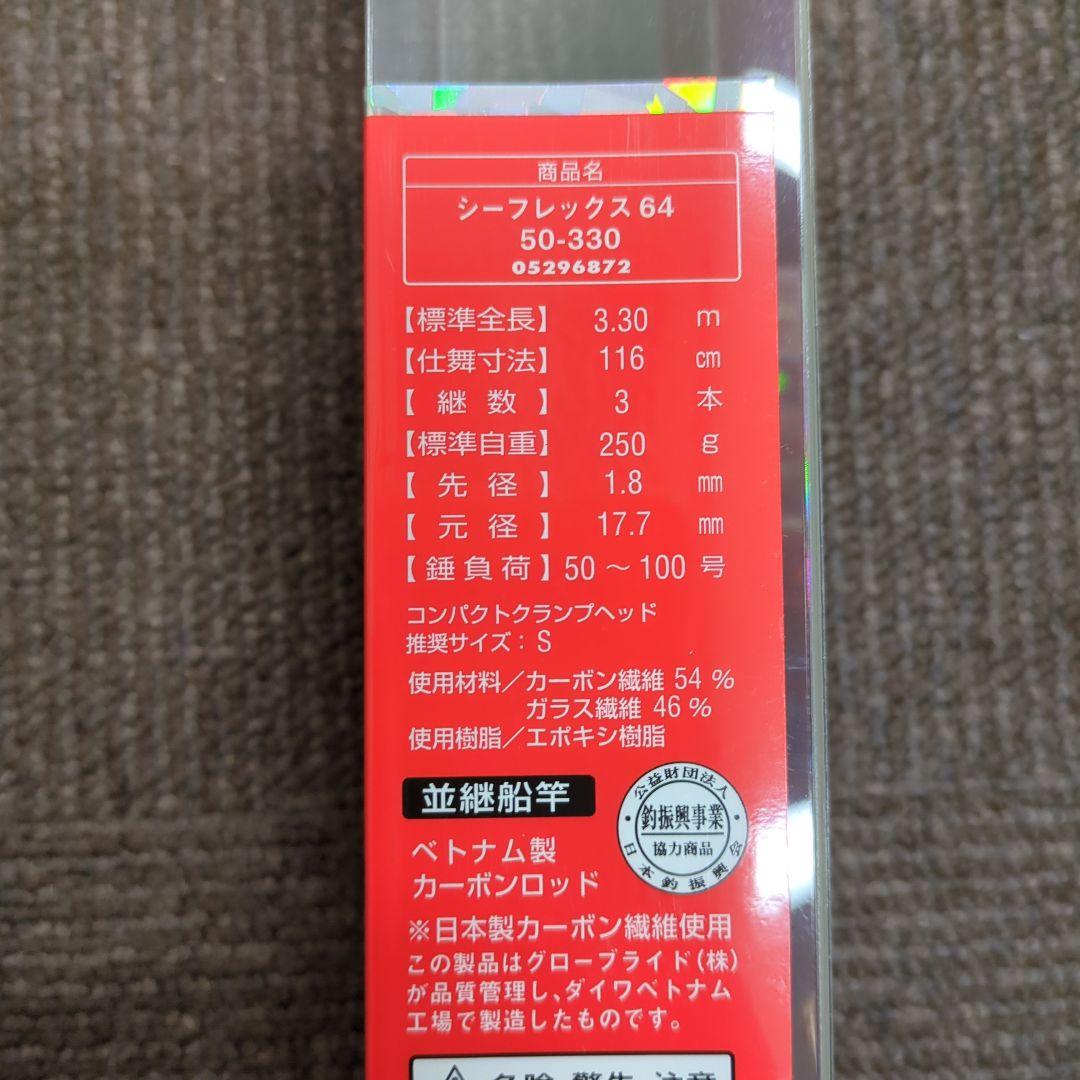 商品名
シーフレックス 64
50-330
05296872
【標準全長】 3.30 m
【仕舞寸法】 116 ㎝
【 継 数 】 3 本
【標準自重】 250 g
【 先 径 】 1.8 ㎜
【 元 径 】 17.7 ㎜
【 錘 負 荷 】 50 ～ 100 号
コンパクトクランプヘッド
推奨サイズ：S
使用材料／カーボン繊維 54 %
ガラス繊維 46 %
使用樹脂／エポキシ樹脂
並継船竿
公益財団法人
釣振興事業
協力商品
日本釣振興会
ベトナム製
カーボンロッド
※日本製カーボン繊維使用
この製品はグローブライド（株）
が品質管理し、ダイワベトナム
工場で製造したものです。
危険・警告・注意